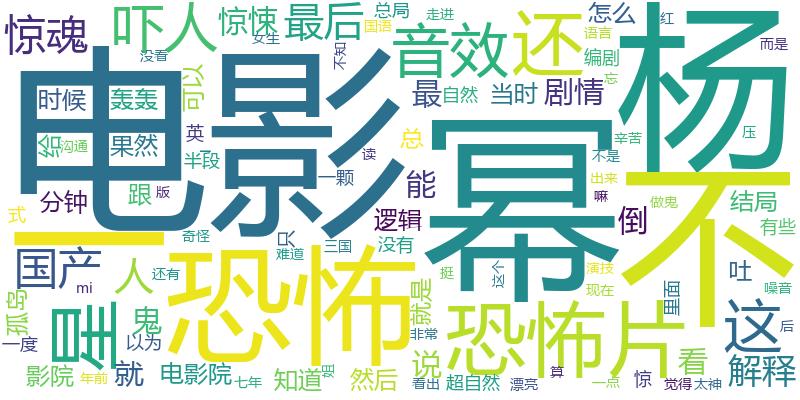 惊魂 吓人 惊悚 最后 总局 走进 怎么 红 而是
没看 女生 国语 不知 音效 还 语言 编剧 忘 杨
电影 时候 轰轰 可以 最 自然 当时 剧情
给 沟通 果然 英 总 读 幂 辛苦 压
半段 一颗 能 不是 不
分钟 跟 版 出来 嘛 做鬼
式 一 奇怪 只 逻辑 倒 结局
国产 人 还有 恐怖 难道 三国 没有 挺 这个 演技 现在 里面 有些 吐 噪音
mi 孤岛 星 鬼 就是 恐怖片 这 后
一度 以为 非常 说 看
影院 年前 就 电影院 七年 知道 姐 然后 看出 超自然 漂亮 算 一点 惊 觉得 太神 解释